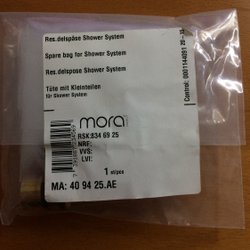 Res.delspåse Shower System
Spare bag for Shower System
Res.delspose Shower System
Tüte mit Kleinteilen
für Shower System
mora
RSK:834 69 25
NRF:
VVS:
LVI:
1 st/pcs
MA: 40 94 25.AE
Control: